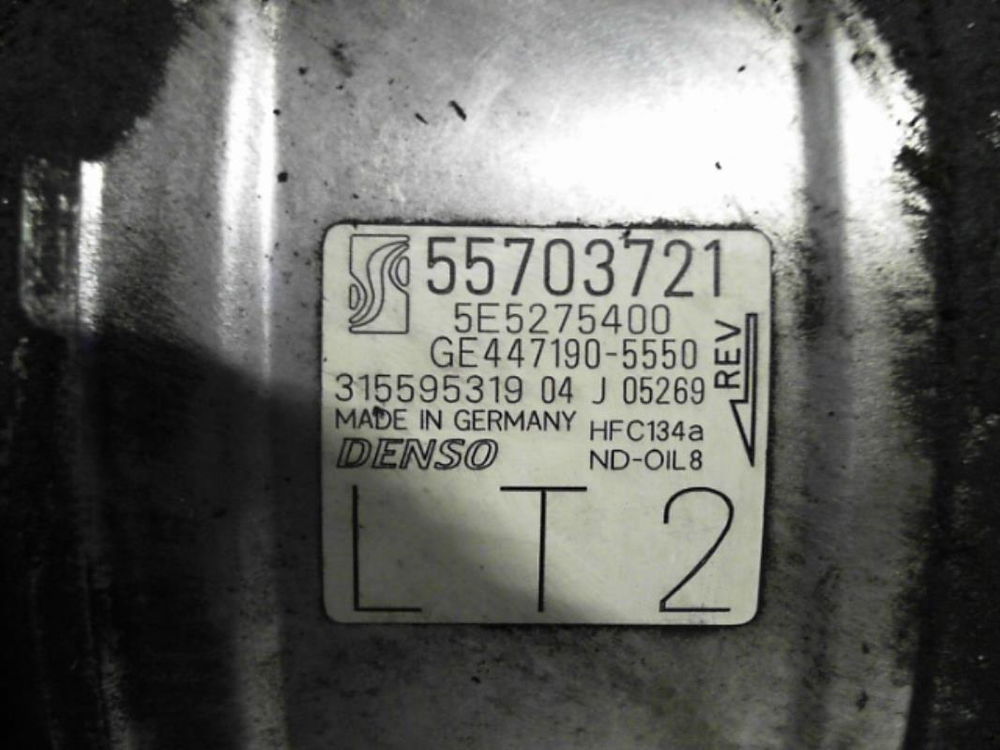 55703721
5E5275400
GE447190-5550
315595319 04 J 05269
MADE IN GERMANY
HFC134a
DENSO
ND-OIL8
REV
LT2